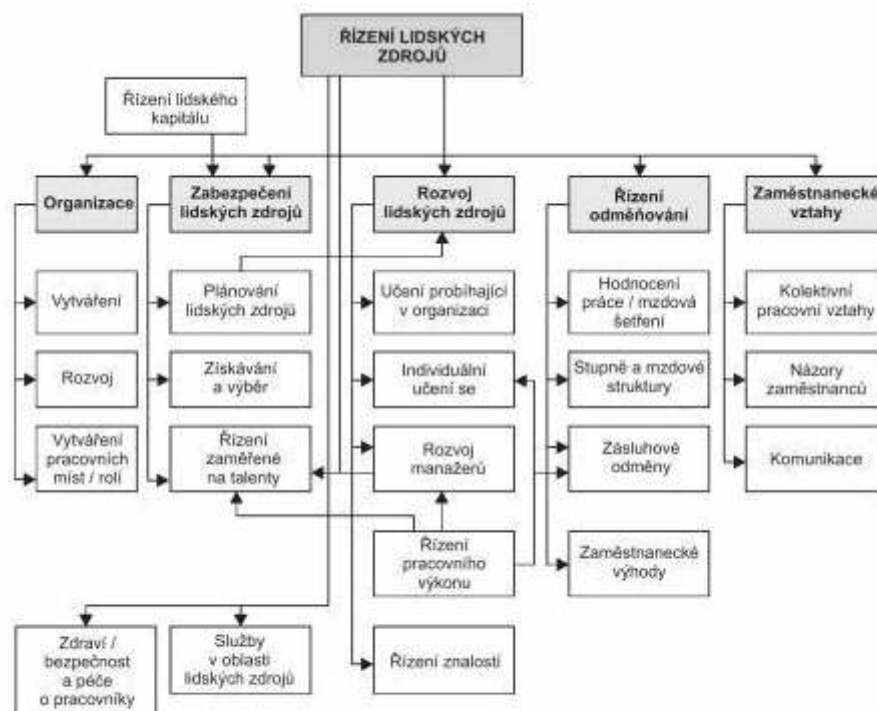 ŘÍZENÍ LIDSKÝCH
ZDROJŮ
Řízení lidského
kapitálu
Organizace
Zabezpečení
lidských zdrojů
Rozvoj
lidských zdrojů
Řízení
odměňování
Zaměstnanecké
vztahy
Vytváření
Plánování
lidských zdrojů
Učení probíhající
v organizaci
Hodnocení
práce / mzdová
šetření
Kolektivní
pracovní vztahy
Rozvoj
Získávání
a výběr
Individuální
učení se
Stupně a mzdové
struktury
Názory
zaměstnanců
Vytváření
pracovních
míst / rolí
Řízení
zaměřené
na talenty
Rozvoj
manažerů
Zásluhové
odměny
Komunikace
Řízení
pracovního
výkonu
Zaměstnanecké
výhody
Zdraví /
bezpečnost
a péče
o pracovníky
Služby
v oblasti
lidských zdrojů
Řízení znalostí